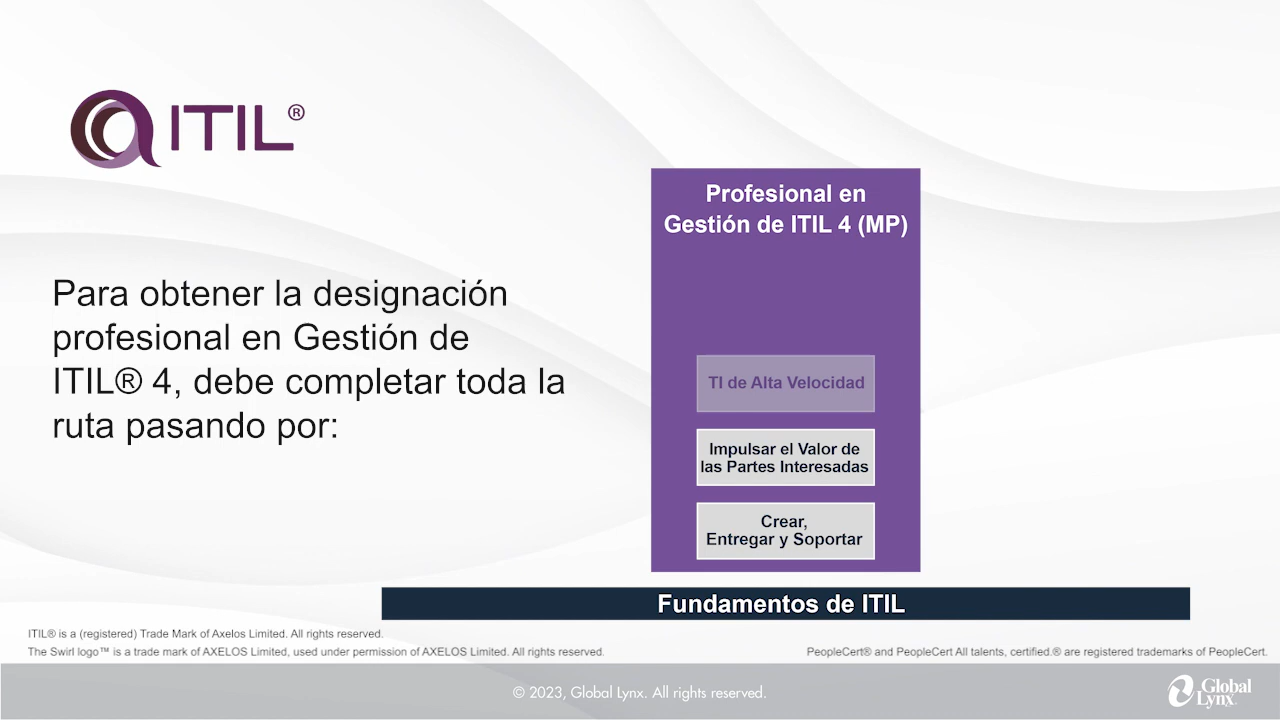 ITIL®
Para obtener la designación
profesional en Gestión de
ITIL® 4, debe completar toda la
ruta pasando por:
Profesional en
Gestión de ITIL 4 (MP)
TI de Alta Velocidad
Impulsar el Valor de
las Partes Interesadas
Crear,
Entregar y Soportar
Fundamentos de ITIL
ITIL® is a (registered) Trade Mark of Axelos Limited. All rights reserved.
The Swirl logo™ is a trade mark of AXELOS Limited, used under permission of AXELOS Limited. All rights reserved.
PeopleCert® and PeopleCert All talents, certified.® are registered trademarks of PeopleCert.
© 2023, Global Lynx. All rights reserved.
Global
Lynx